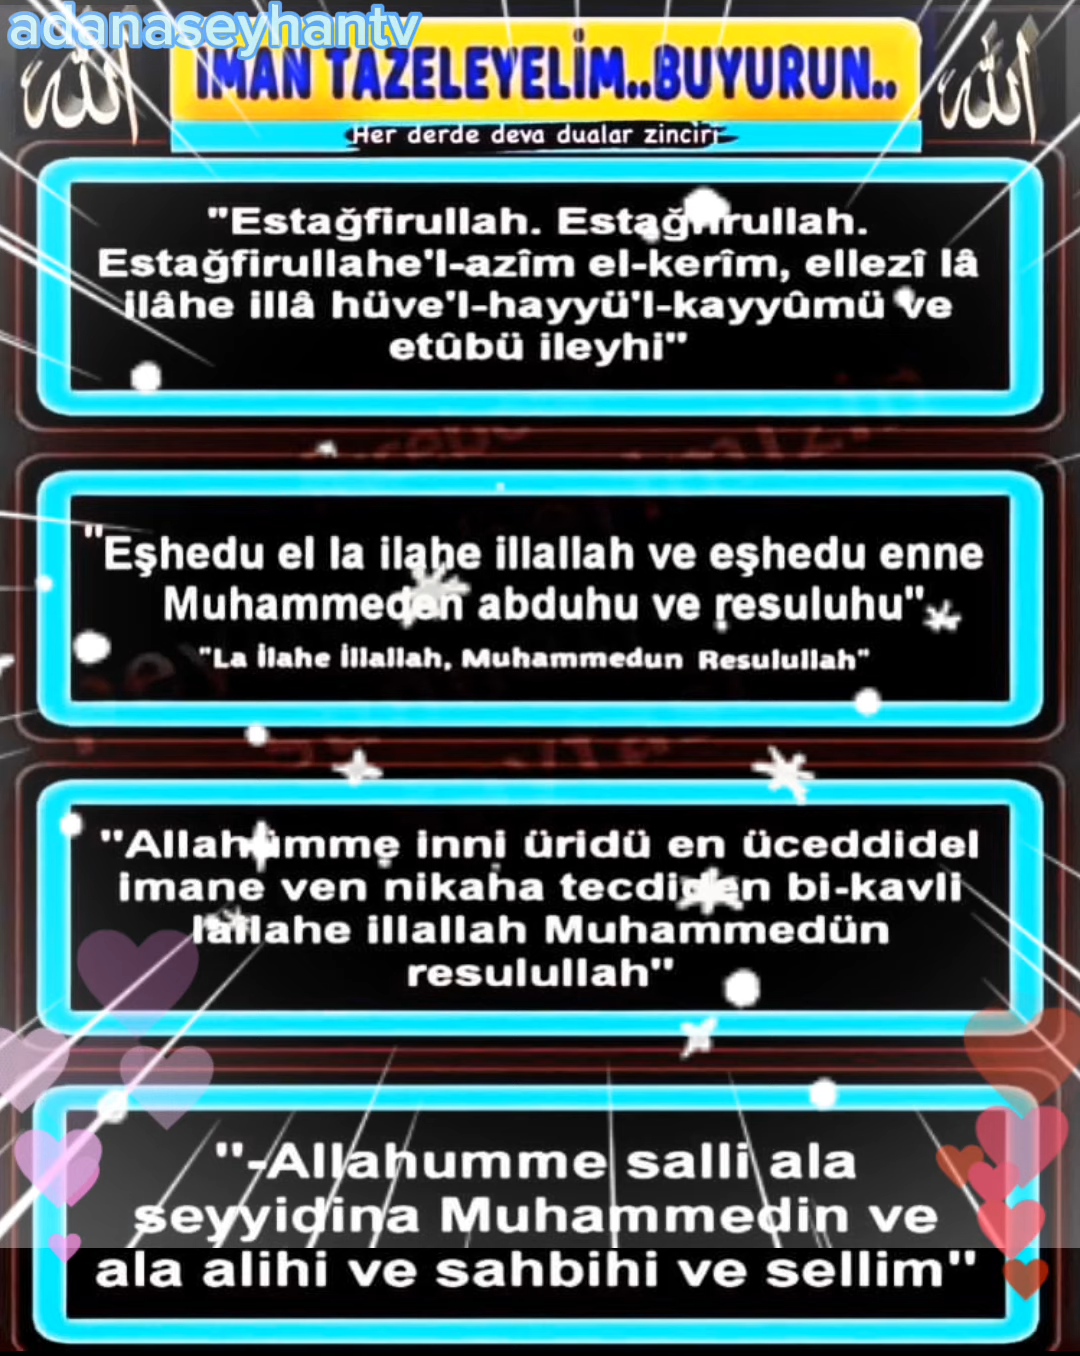 adanaseyhantv
İMAN TAZELEYELİM..BUYURUN..
الله
الله
Her derde deva dualar zinciri
"Estağfirullah. Estağfirullah.
Estağfirullahe'l-azîm el-kerîm, ellezî lâ
ilâhe illâ hüve'l-hayyü'l-kayyûmü ve
etûbü ileyhi"
"Eşhedu el la ilahe illallah ve eşhedu enne
Muhammeden abduhu ve resuluhu"
"La İlahe İllallah, Muhammedun Resulullah"
"Allahümme inni üridü en üceddidel
imane ven nikaha tecdiden bi-kavli
lailahe illallah Muhammedün
resulullah"
"-Allahumme salli ala
seyyidina Muhammedin ve
ala alihi ve sahbihi ve sellim"